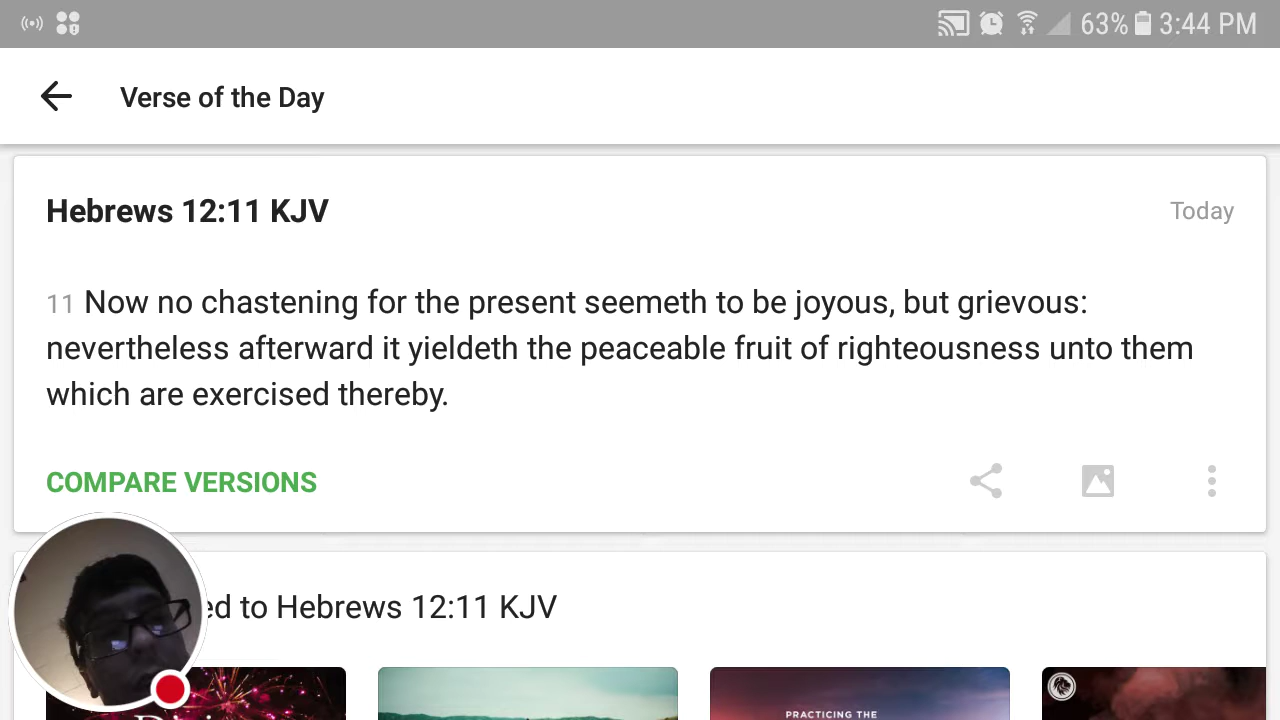 63% 3:44 PM
Verse of the Day
Hebrews 12:11 KJV
Today
11 Now no chastening for the present seemeth to be joyous, but grievous:
nevertheless afterward it yieldeth the peaceable fruit of righteousness unto them
which are exercised thereby.
COMPARE VERSIONS
to Hebrews 12:11 KJV
PRACTICING THE